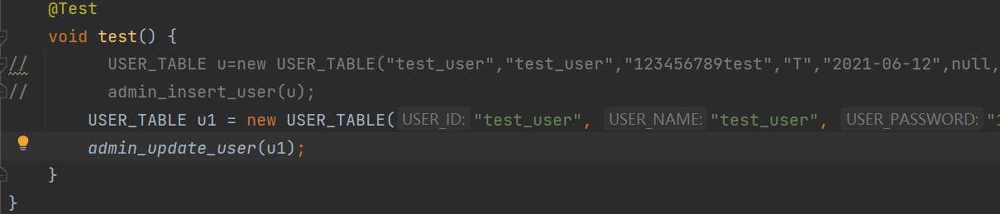 @Test
void test() {
// USER_TABLE u=new USER_TABLE("test_user","test_user","123456789test","T","2021-06-12",null,
// admin_insert_user(u);
USER_TABLE u1 = new USER_TABLE( USER_ID: "test_user", USER_NAME: "test_user", USER_PASSWORD: "1
admin_update_user(u1);
}
}